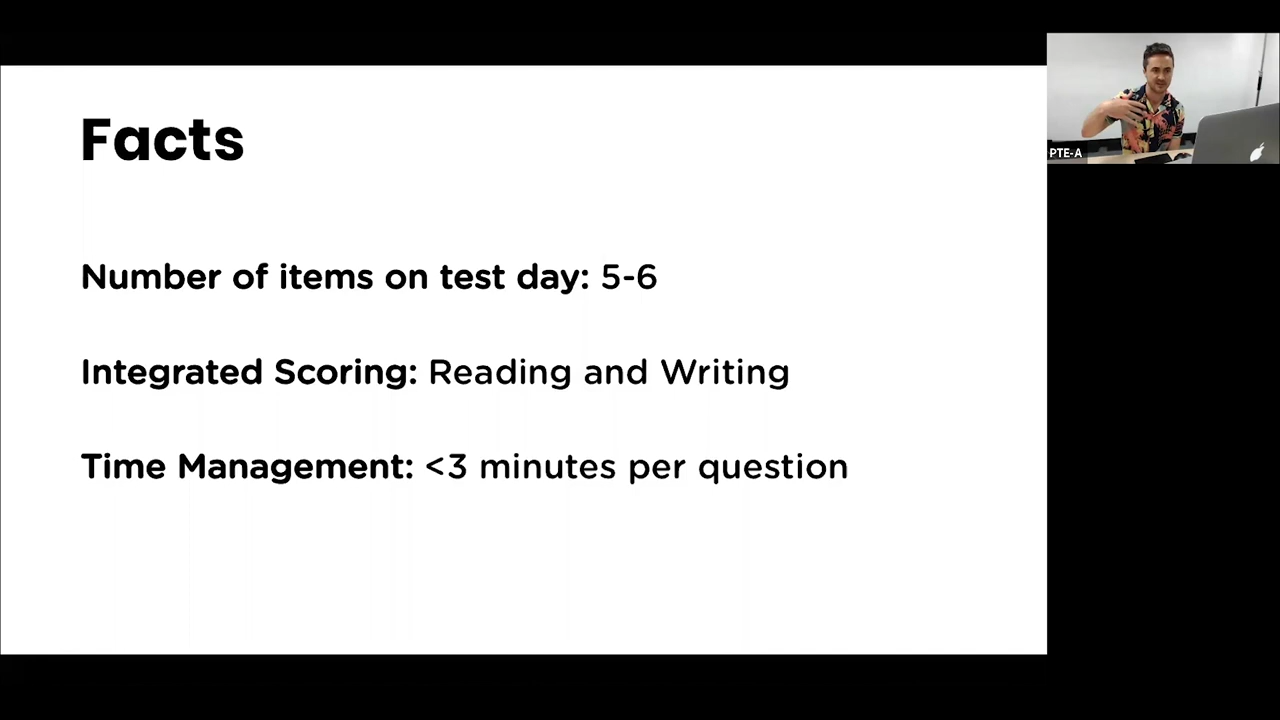 Facts
Number of items on test day: 5-6
Integrated Scoring: Reading and Writing
Time Management: <3 minutes per question
PTE-A